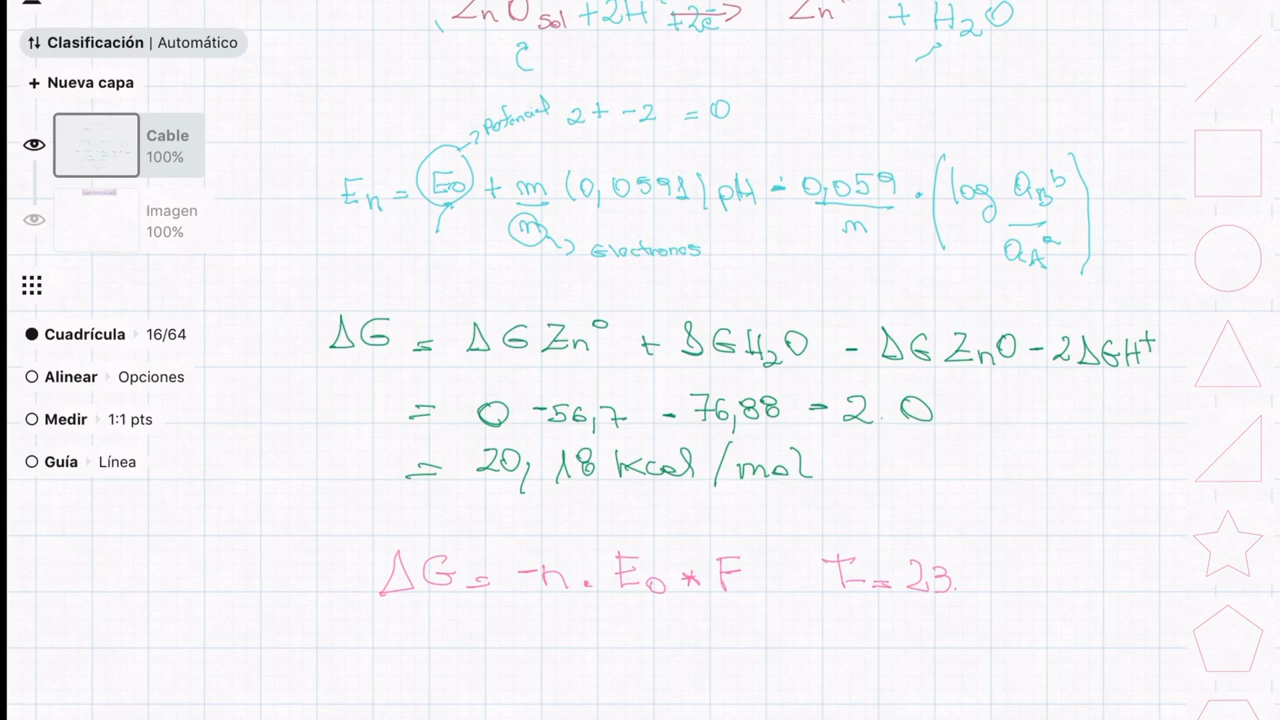 ZnO sol + 2H +2e → Zn + H2O
Clasificación | Automático
+ Nueva capa
Cable
100%
Imagen
100%
Cuadrícula 16/64
Alinear Opciones
Medir 1:1 pts
Guía Línea
Potencial 2+ -2 = 0
En = E0 + m (0,0591) pH - 0,059 . (log aB^b
m m aA^a)
electrones
ΔG = ΔG Zn° + ΔG H2O - ΔG ZnO - 2ΔGH+
= 0 -56,7 - 76,88 - 2.0
= 20,18 kcal/mol
ΔG = -n . E0 * F F = 23.